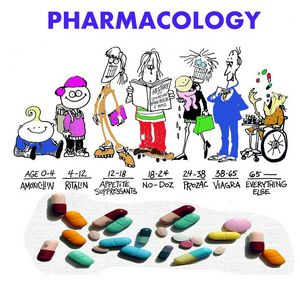 PHARMACOLOGY
AGE 0-4 4-12 12-18 18-24 24-38 38-65 65
AMOXICILLIN RITALIN APPETITE SUPPRESSANTS NO-DOZ PROZAC VIAGRA EVERYTHING ELSE